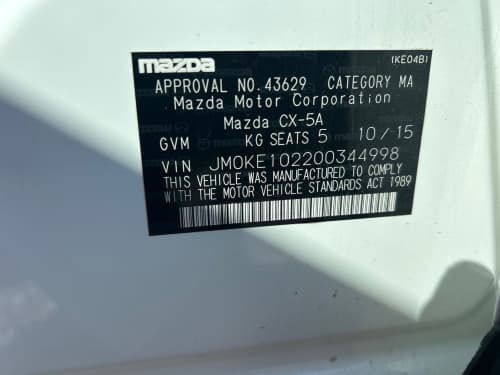 mazda (KE04B)
APPROVAL NO.43629 CATEGORY MA
Mazda Motor Corporation
Mazda CX-5A
GVM KG SEATS 5 10/15
VIN JM0KE102200344998
THIS VEHICLE WAS MANUFACTURED TO COMPLY
WITH THE MOTOR VEHICLE STANDARDS ACT 1989